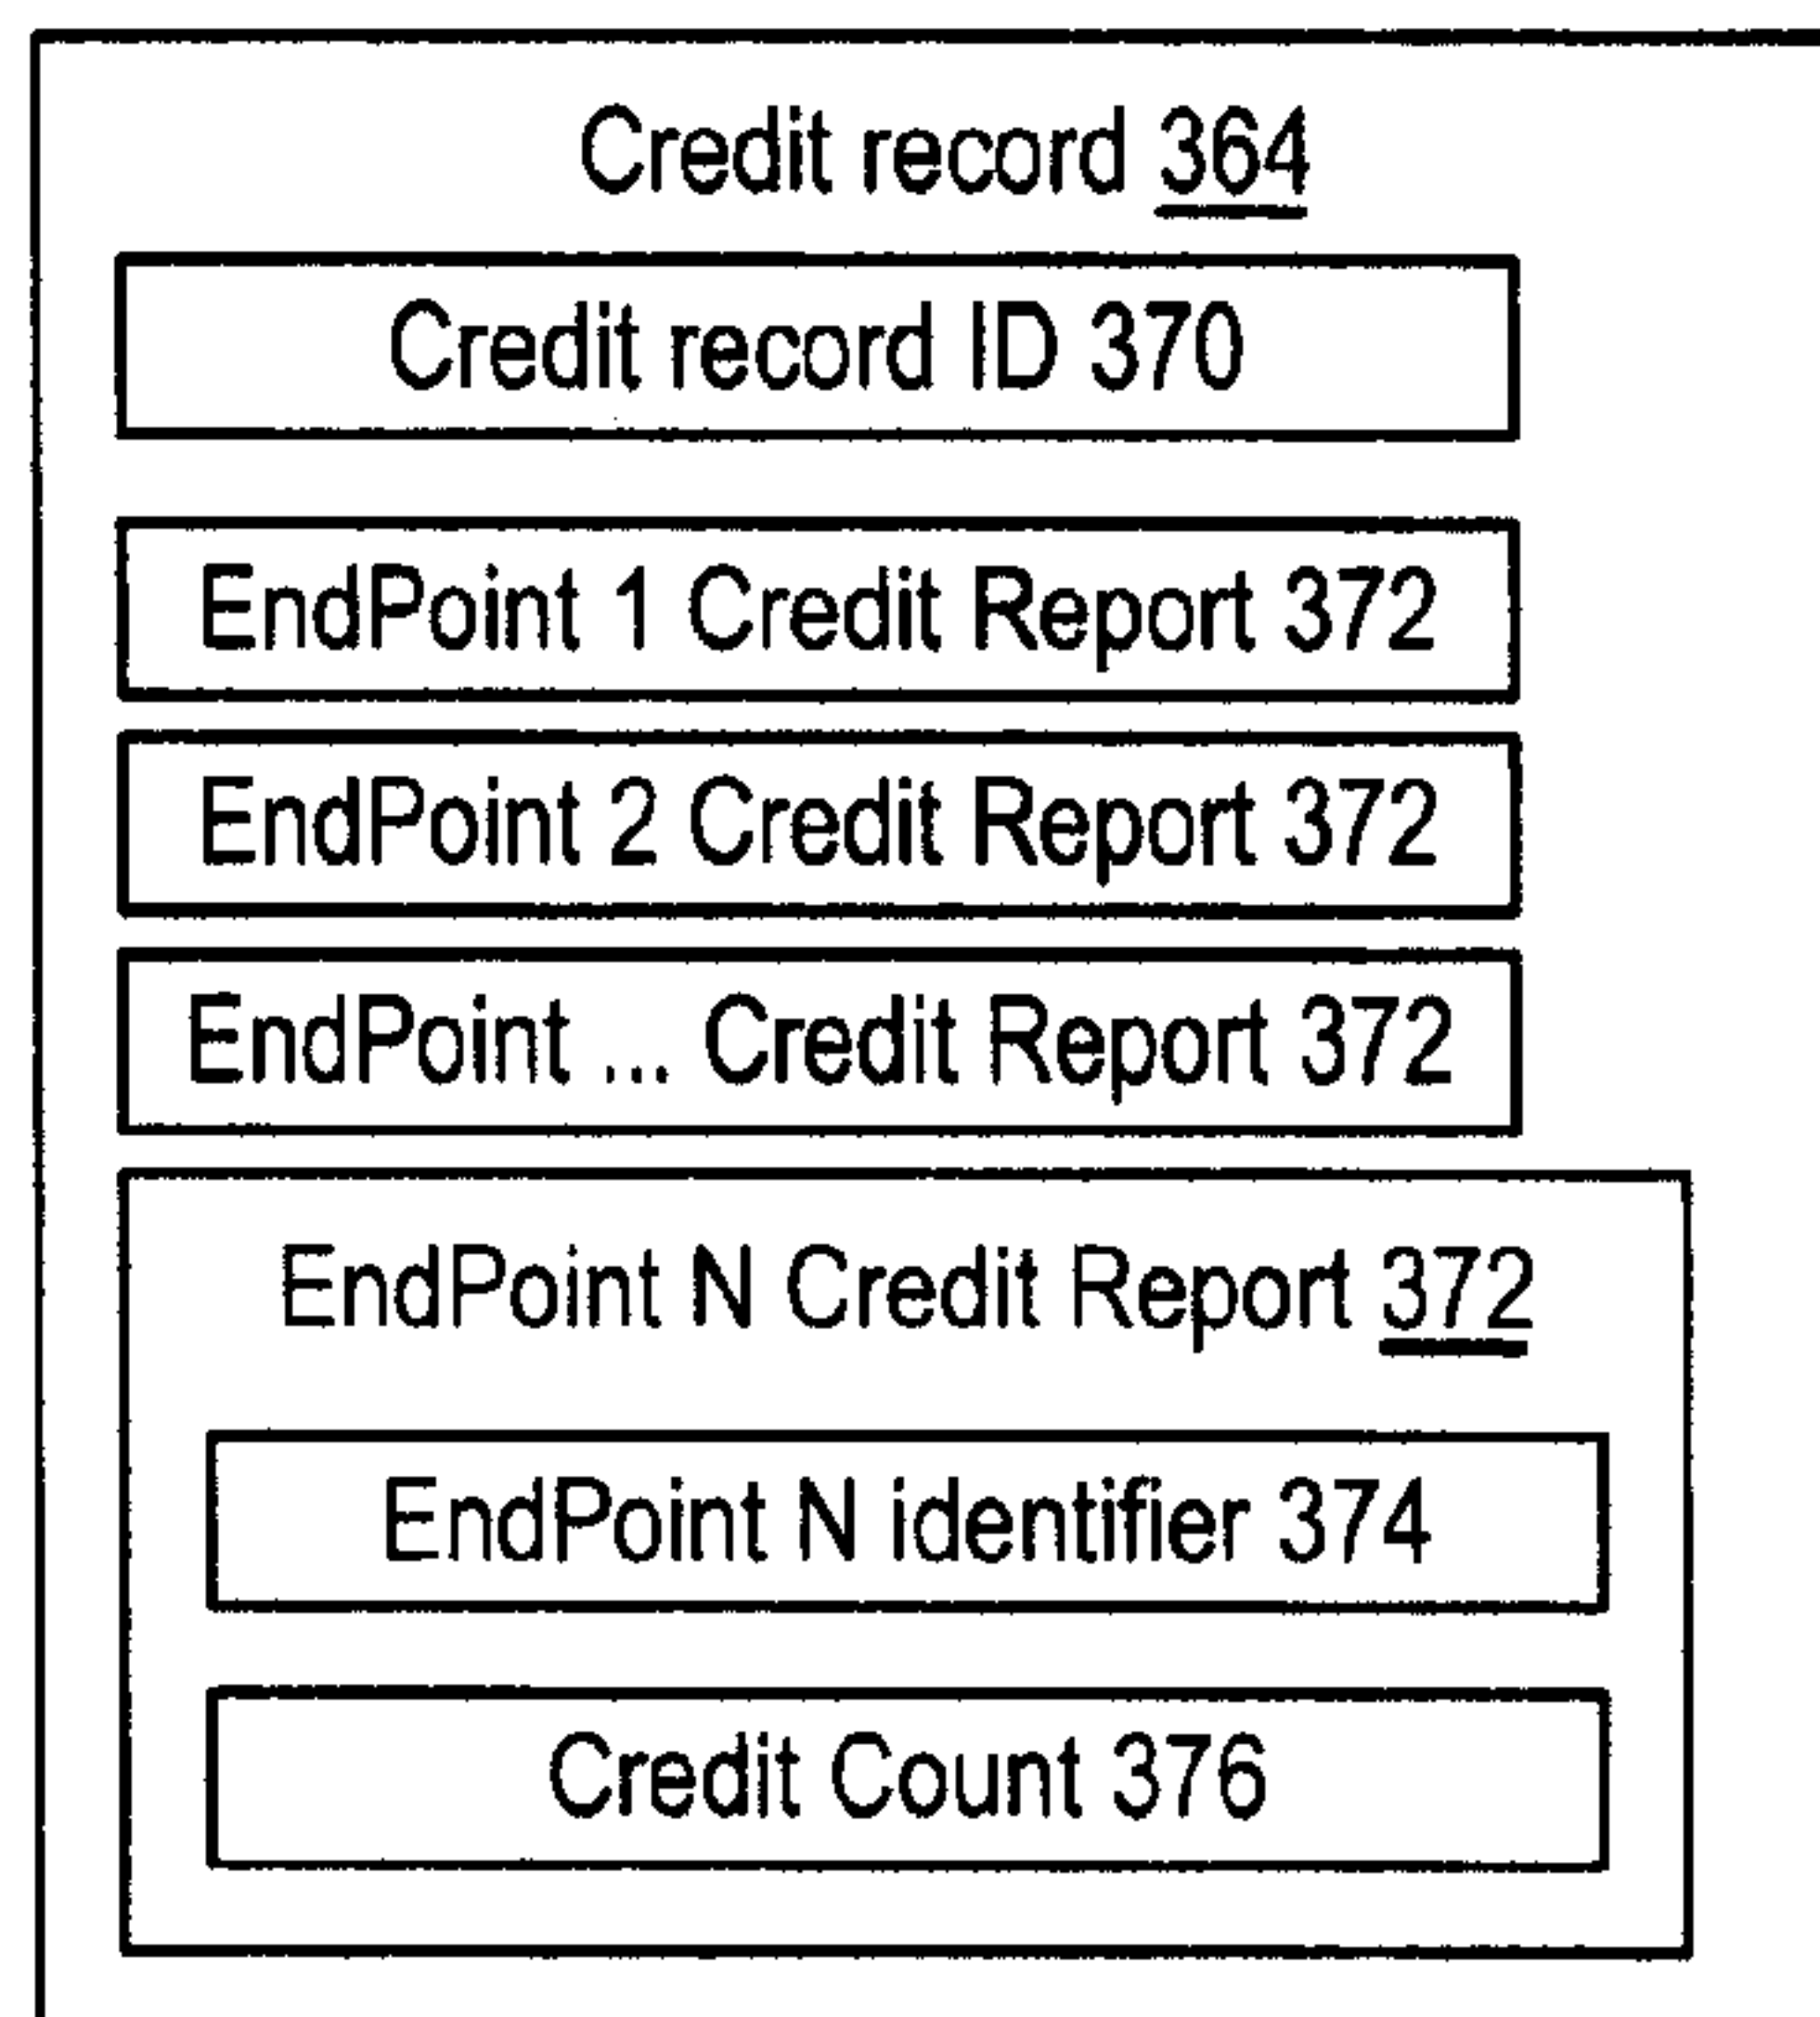 Credit record 364
Credit record ID 370
EndPoint 1 Credit Report 372
EndPoint 2 Credit Report 372
EndPoint ... Credit Report 372
EndPoint N Credit Report 372
EndPoint N identifier 374
Credit Count 376